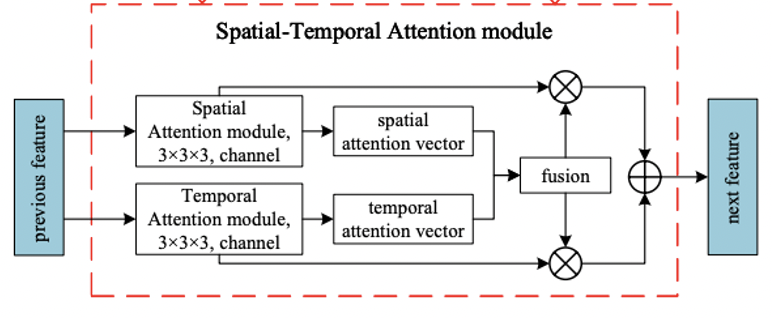 Spatial-Temporal Attention module
previous feature
Spatial
Attention module,
3×3×3, channel
spatial
attention vector
Temporal
Attention module,
3×3×3, channel
temporal
attention vector
fusion
next feature